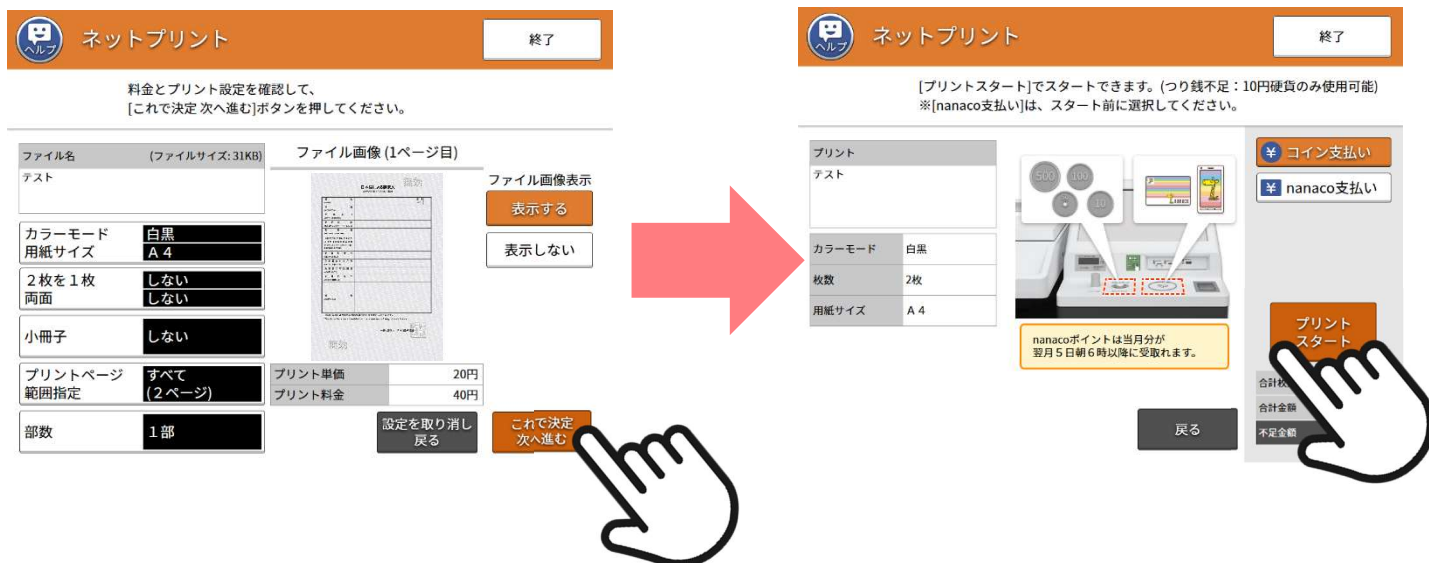 ヘルプ
ネットプリント
終了
料金とプリント設定を確認して、
[これで決定 次へ進む]ボタンを押してください。
ファイル名 (ファイルサイズ: 31KB)
テスト
カラーモード 白黒
用紙サイズ A 4
2枚を1枚 しない
両面 しない
小冊子 しない
プリントページ すべて
範囲指定 (2ページ)
部数 1部
ファイル画像 (1ページ目)
無効
無効
プリント単価 20円
プリント料金 40円
ファイル画像表示
表示する
表示しない
設定を取り消し
戻る
これで決定
次へ進む
ヘルプ
ネットプリント
終了
[プリントスタート]でスタートできます。(つり銭不足：10円硬貨のみ使用可能)
※[nanaco支払い]は、スタート前に選択してください。
プリント
テスト
カラーモード 白黒
枚数 2枚
用紙サイズ A 4
500 100
10
nanacoポイントは当月分が
翌月5日朝6時以降に受取れます。
¥ コイン支払い
¥ nanaco支払い
プリント
スタート
合計枚
合計金額
不足金額
戻る